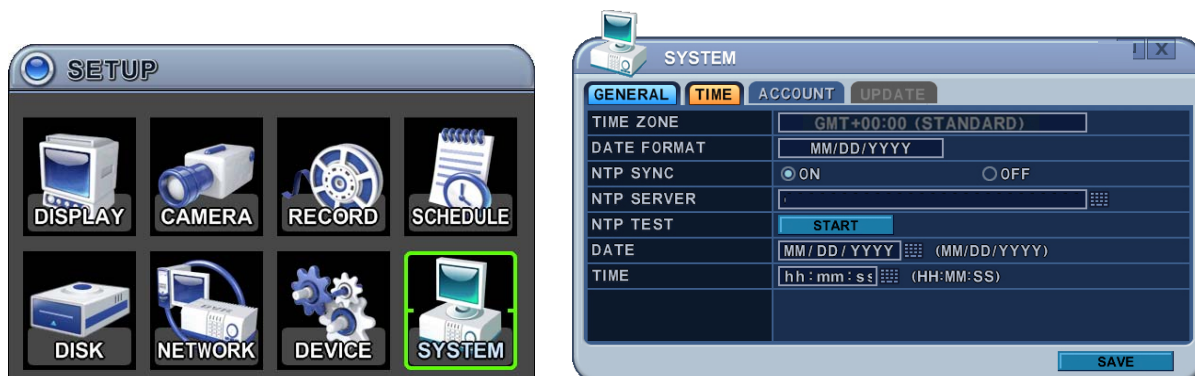 SETUP
DISPLAY CAMERA RECORD SCHEDULE
DISK NETWORK DEVICE SYSTEM
SYSTEM X
GENERAL TIME ACCOUNT UPDATE
TIME ZONE GMT+00:00 (STANDARD)
DATE FORMAT MM/DD/YYYY
NTP SYNC ON OFF
NTP SERVER
NTP TEST START
DATE MM/DD/YYYY (MM/DD/YYYY)
TIME hh:mm:ss (HH:MM:SS)
SAVE